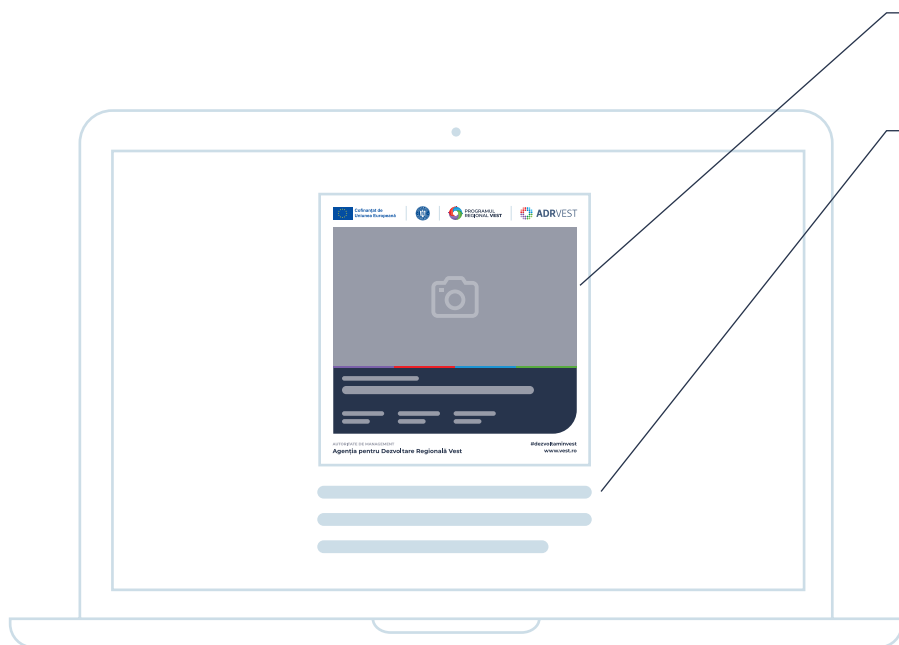 Cofinanțat de
Uniunea Europeană
PROGRAMUL
REGIONAL VEST
ADRVEST
AUTORITATE DE MANAGEMENT
Agenția pentru Dezvoltare Regională Vest
#dezvoltaminvest
www.vest.ro